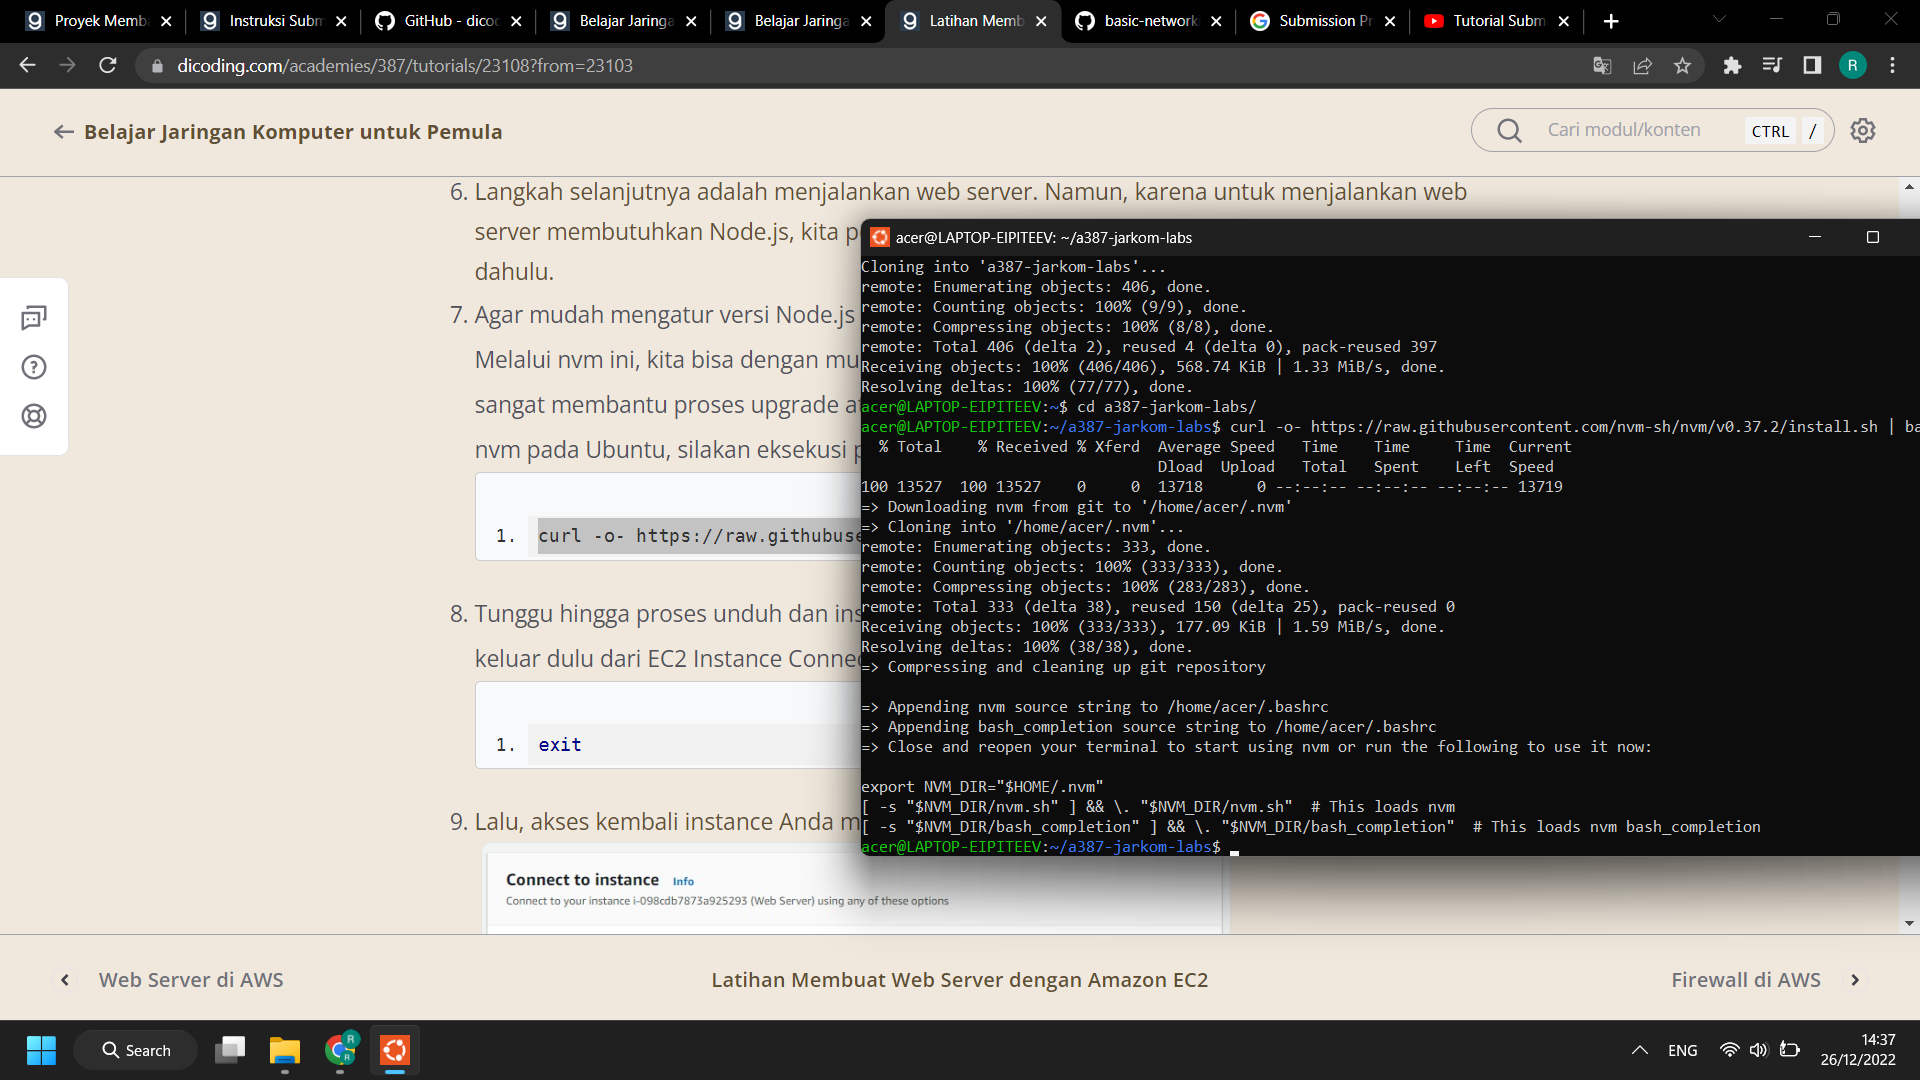 Proyek Memb
Instruksi Subm
GitHub - dico
Belajar Jaringa
Belajar Jaringa
Latihan Memb
basic-network
Submission Pr
Tutorial Subm
dicoding.com/academies/387/tutorials/23108?from=23103
R
Belajar Jaringan Komputer untuk Pemula
Cari modul/konten
CTRL /
6. Langkah selanjutnya adalah menjalankan web server. Namun, karena untuk menjalankan web
server membutuhkan Node.js, kita p
dahulu.
7. Agar mudah mengatur versi Node.js
Melalui nvm ini, kita bisa dengan mu
sangat membantu proses upgrade at
nvm pada Ubuntu, silakan eksekusi p
1. curl -o- https://raw.githubuse
8. Tunggu hingga proses unduh dan ins
keluar dulu dari EC2 Instance Connec
1. exit
9. Lalu, akses kembali instance Anda m
Connect to instance Info
Connect to your instance i-098cdb7873a925293 (Web Server) using any of these options
acer@LAPTOP-EIPITEEV: ~/a387-jarkom-labs
Cloning into 'a387-jarkom-labs'...
remote: Enumerating objects: 406, done.
remote: Counting objects: 100% (9/9), done.
remote: Compressing objects: 100% (8/8), done.
remote: Total 406 (delta 2), reused 4 (delta 0), pack-reused 397
Receiving objects: 100% (406/406), 568.74 KiB | 1.33 MiB/s, done.
Resolving deltas: 100% (77/77), done.
acer@LAPTOP-EIPITEEV:~$ cd a387-jarkom-labs/
acer@LAPTOP-EIPITEEV:~/a387-jarkom-labs$ curl -o- https://raw.githubusercontent.com/nvm-sh/nvm/v0.37.2/install.sh | ba
% Total % Received % Xferd Average Speed Time Time Time Current
Dload Upload Total Spent Left Speed
100 13527 100 13527 0 0 13718 0 --:--:-- --:--:-- --:--:-- 13719
=> Downloading nvm from git to '/home/acer/.nvm'
=> Cloning into '/home/acer/.nvm'...
remote: Enumerating objects: 333, done.
remote: Counting objects: 100% (333/333), done.
remote: Compressing objects: 100% (283/283), done.
remote: Total 333 (delta 38), reused 150 (delta 25), pack-reused 0
Receiving objects: 100% (333/333), 177.09 KiB | 1.59 MiB/s, done.
Resolving deltas: 100% (38/38), done.
=> Compressing and cleaning up git repository
=> Appending nvm source string to /home/acer/.bashrc
=> Appending bash_completion source string to /home/acer/.bashrc
=> Close and reopen your terminal to start using nvm or run the following to use it now:
export NVM_DIR="$HOME/.nvm"
[ -s "$NVM_DIR/nvm.sh" ] && \. "$NVM_DIR/nvm.sh" # This loads nvm
[ -s "$NVM_DIR/bash_completion" ] && \. "$NVM_DIR/bash_completion" # This loads nvm bash_completion
acer@LAPTOP-EIPITEEV:~/a387-jarkom-labs$
Web Server di AWS
Latihan Membuat Web Server dengan Amazon EC2
Firewall di AWS
Search
R
R
ENG
14:37
26/12/2022